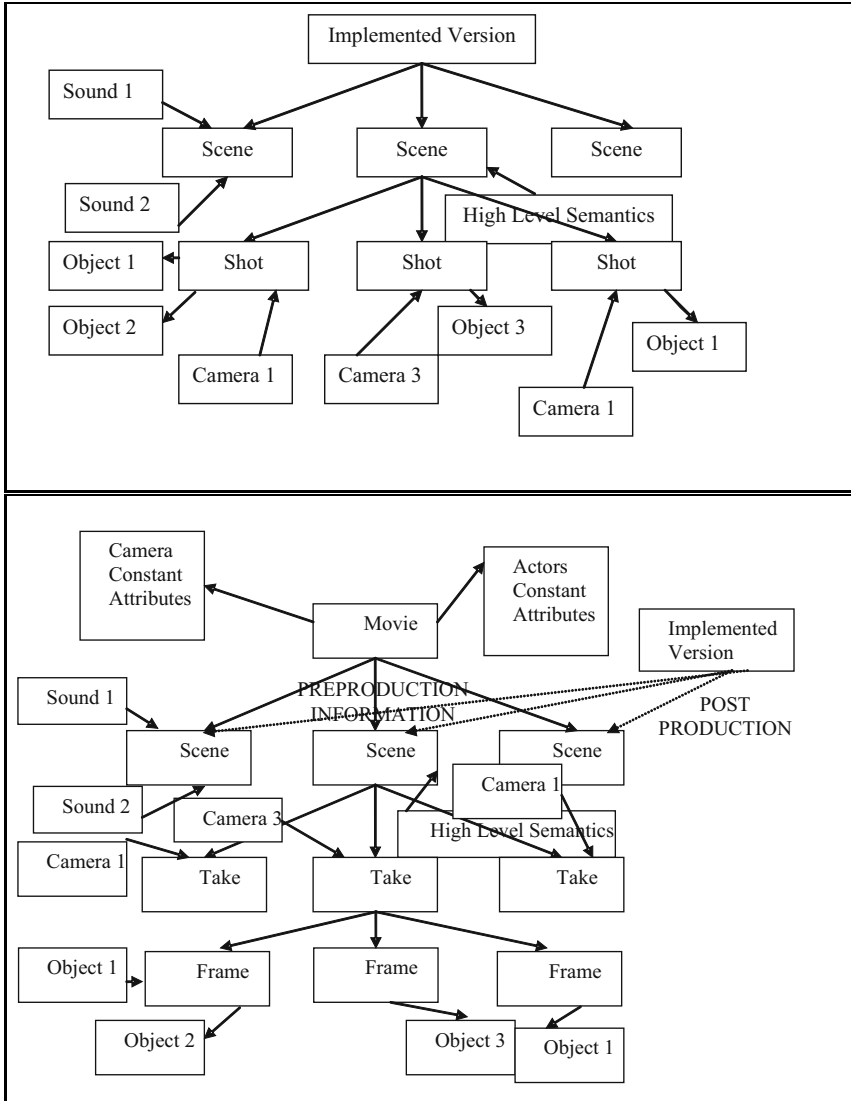 Implemented Version
Sound 1
Scene
Scene
Scene
Sound 2
High Level Semantics
Object 1
Shot
Shot
Shot
Object 2
Object 3
Object 1
Camera 1
Camera 3
Camera 1
Camera
Constant
Attributes
Actors
Constant
Attributes
Movie
Implemented
Version
Sound 1
PREPRODUCTION
INFORMATION
POST
PRODUCTION
Scene
Scene
Scene
Sound 2
Camera 3
Camera 1
High Level Semantics
Camera 1
Take
Take
Take
Object 1
Frame
Frame
Frame
Object 2
Object 3
Object 1